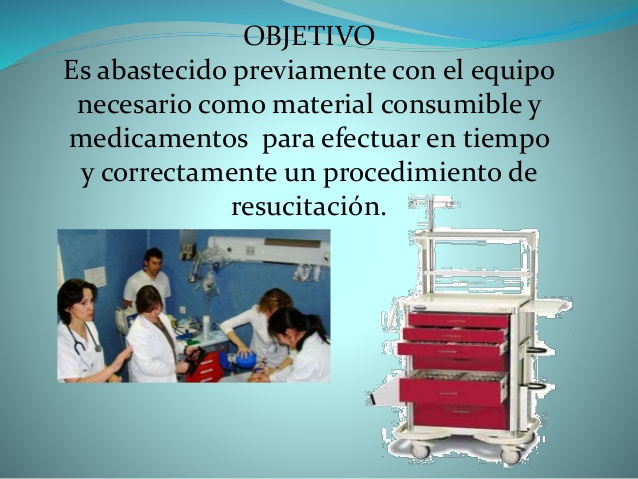 OBJETIVO
Es abastecido previamente con el equipo
necesario como material consumible y
medicamentos para efectuar en tiempo
y correctamente un procedimiento de
resucitación.